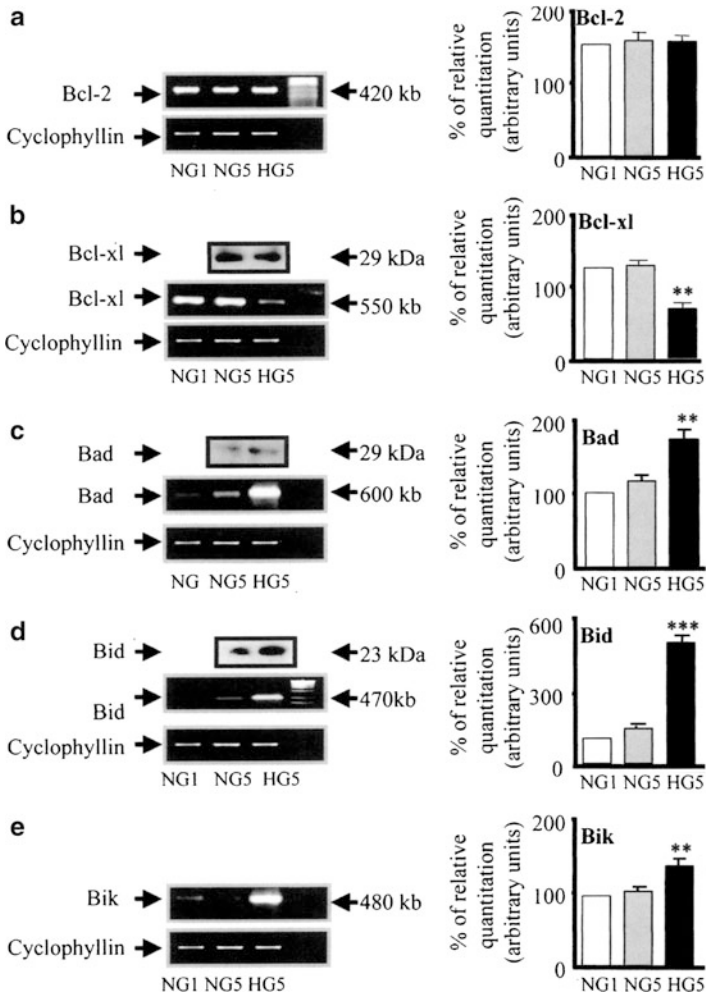 a
Bcl-2
420 kb
Cyclophyllin
NG1 NG5 HG5
% of relative
quantitation
(arbitrary units)
200
100
0
Bcl-2
NG1 NG5 HG5
b
Bcl-xl
29 kDa
Bcl-xl
550 kb
Cyclophyllin
NG1 NG5 HG5
% of relative
quantitation
(arbitrary units)
200
100
0
Bcl-xl
**
NG1 NG5 HG5
c
Bad
29 kDa
Bad
600 kb
Cyclophyllin
NG NG5 HG5
% of relative
quantitation
(arbitrary units)
200
100
0
Bad
**
NG1 NG5 HG5
d
Bid
23 kDa
470kb
Bid
Cyclophyllin
NG1 NG5 HG5
% of relative
quantitation
(arbitrary units)
600
300
0
Bid
***
NG1 NG5 HG5
e
Bik
480 kb
Cyclophyllin
NG1 NG5 HG5
% of relative
quantitation
(arbitrary units)
200
100
0
Bik
**
NG1 NG5 HG5